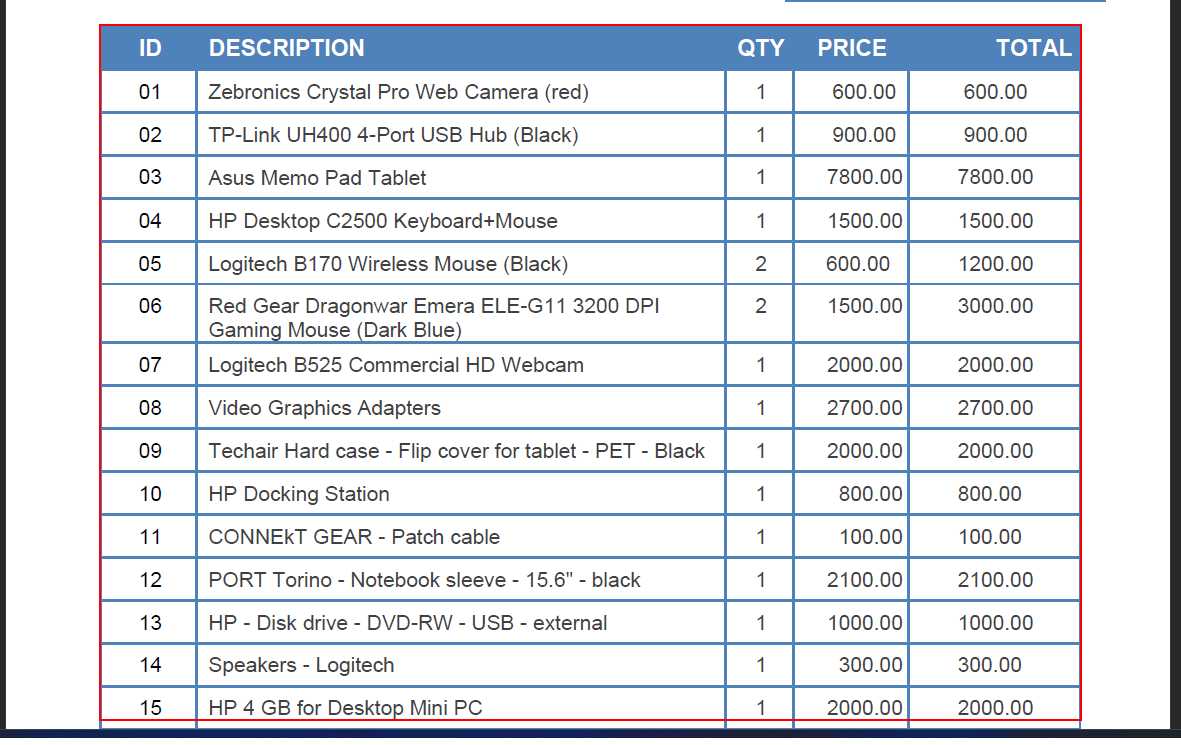 ID DESCRIPTION QTY PRICE TOTAL
01 Zebronics Crystal Pro Web Camera (red) 1 600.00 600.00
02 TP-Link UH400 4-Port USB Hub (Black) 1 900.00 900.00
03 Asus Memo Pad Tablet 1 7800.00 7800.00
04 HP Desktop C2500 Keyboard+Mouse 1 1500.00 1500.00
05 Logitech B170 Wireless Mouse (Black) 2 600.00 1200.00
06 Red Gear Dragonwar Emera ELE-G11 3200 DPI 2 1500.00 3000.00
Gaming Mouse (Dark Blue)
07 Logitech B525 Commercial HD Webcam 1 2000.00 2000.00
08 Video Graphics Adapters 1 2700.00 2700.00
09 Techair Hard case - Flip cover for tablet - PET - Black 1 2000.00 2000.00
10 HP Docking Station 1 800.00 800.00
11 CONNEkT GEAR - Patch cable 1 100.00 100.00
12 PORT Torino - Notebook sleeve - 15.6" - black 1 2100.00 2100.00
13 HP - Disk drive - DVD-RW - USB - external 1 1000.00 1000.00
14 Speakers - Logitech 1 300.00 300.00
15 HP 4 GB for Desktop Mini PC 1 2000.00 2000.00